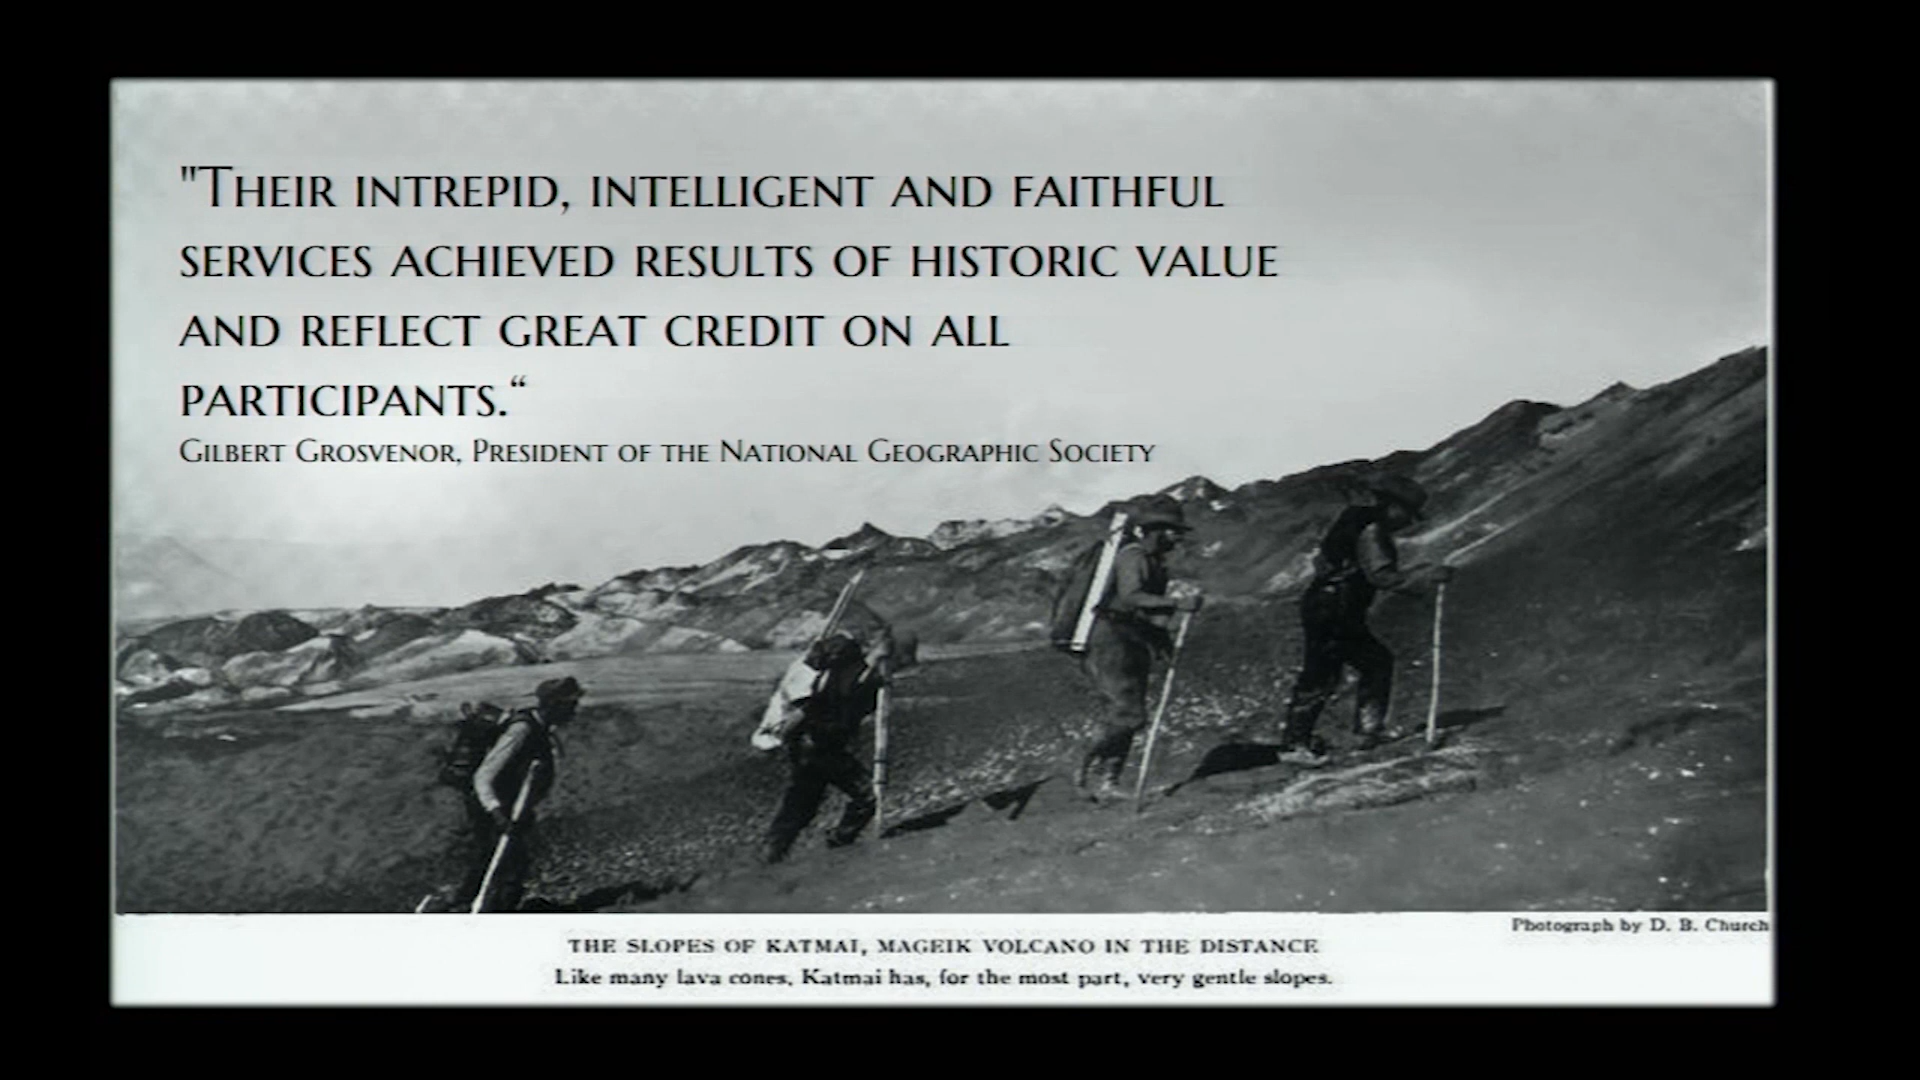 "Their intrepid, intelligent and faithful
services achieved results of historic value
and reflect great credit on all
participants.“
Gilbert Grosvenor, President of the National Geographic Society
Photograph by D. B. Church
THE SLOPES OF KATMAI, MAGEIK VOLCANO IN THE DISTANCE
Like many lava cones, Katmai has, for the most part, very gentle slopes.